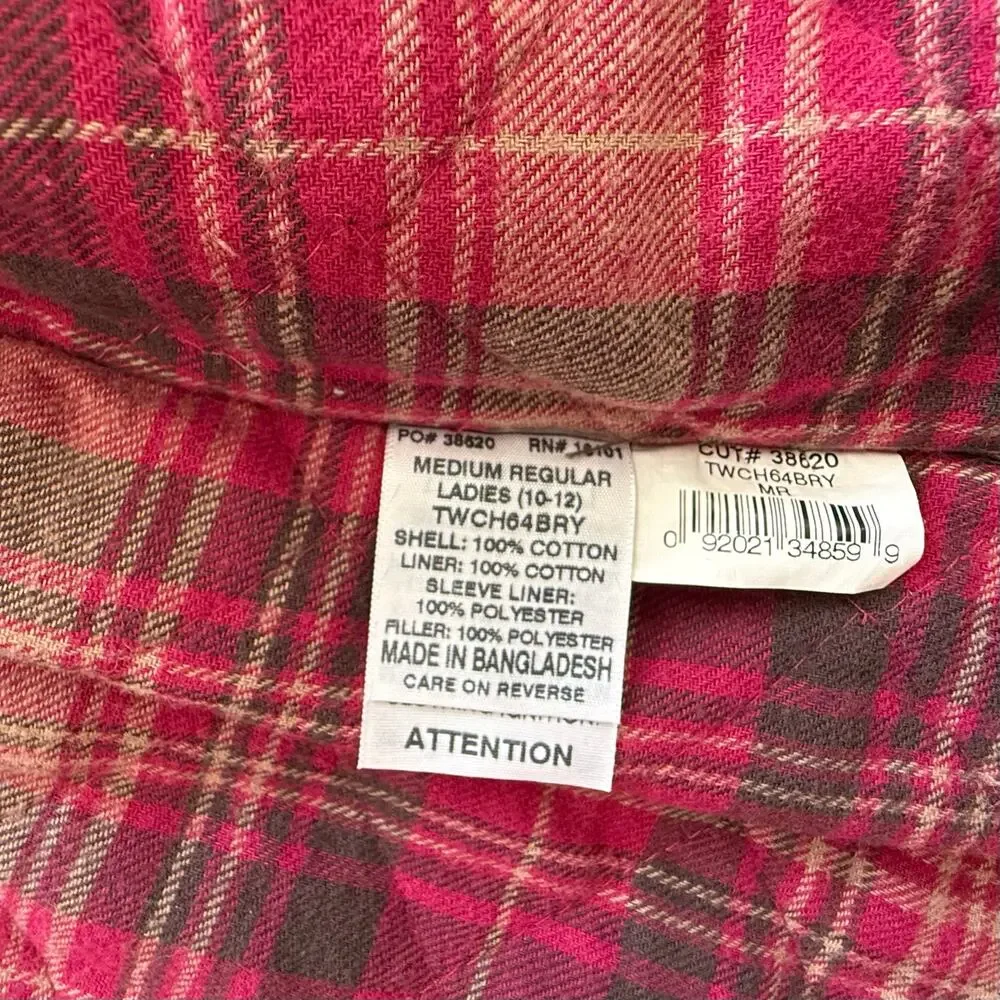 PO# 38620 RN# 18101
MEDIUM REGULAR
LADIES (10-12)
TWCH64BRY
SHELL: 100% COTTON
LINER: 100% COTTON
SLEEVE LINER:
100% POLYESTER
FILLER: 100% POLYESTER
MADE IN BANGLADESH
CARE ON REVERSE
ATTENTION
CUT# 38620
TWCH64BRY
MR
0 92021 34859 9